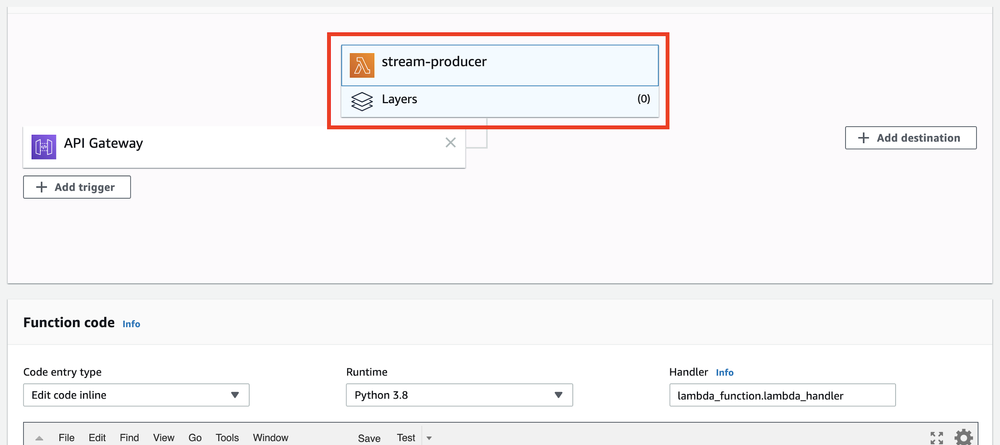 stream-producer
Layers (0)
API Gateway
Add destination
Add trigger
Function code Info
Code entry type
Runtime
Handler Info
Edit code inline
Python 3.8
lambda_function.lambda_handler
File Edit Find View Go Tools Window Save Test